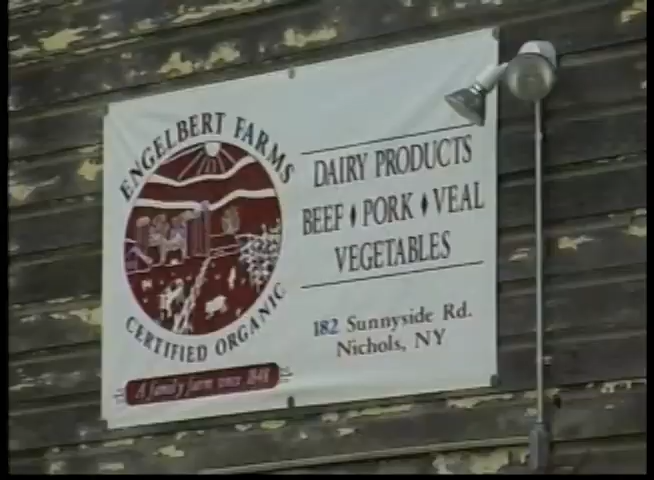 ENGELBERT FARMS
CERTIFIED ORGANIC
A family farm since 1848
DAIRY PRODUCTS
BEEF ♦ PORK ♦ VEAL
VEGETABLES
182 Sunnyside Rd.
Nichols, NY